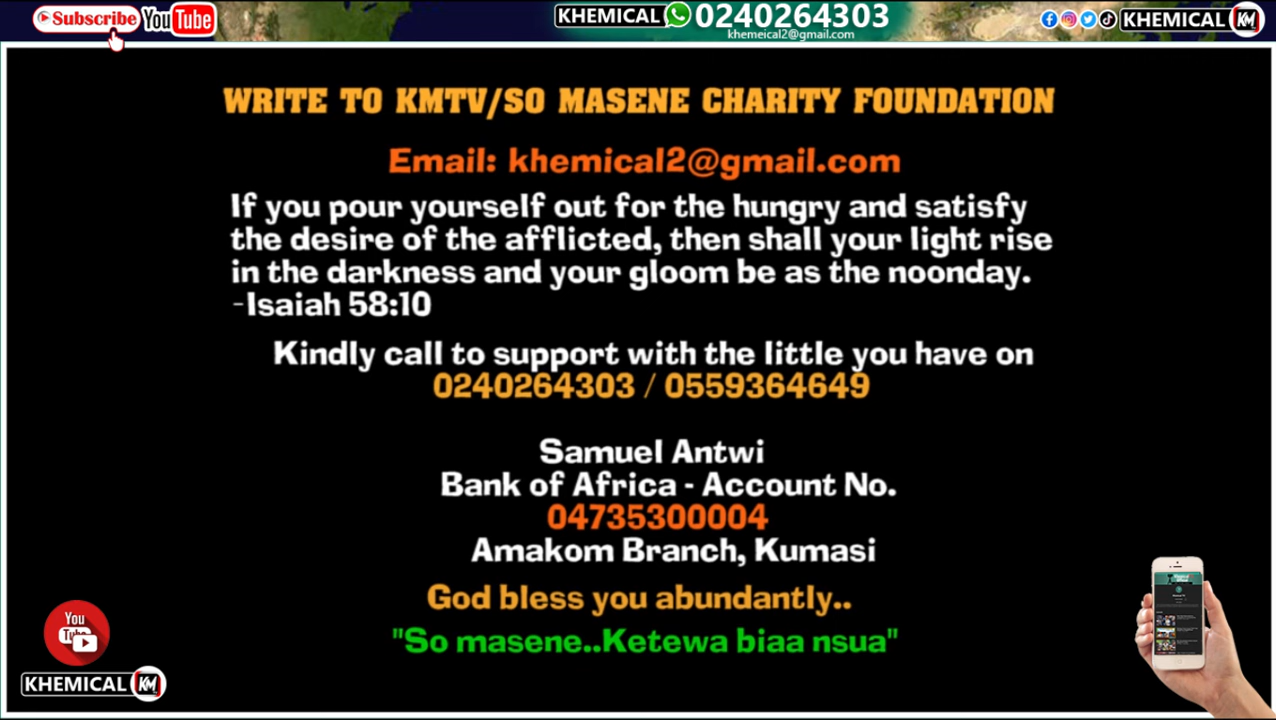 Subscribe YouTube
KHEMICAL 0240264303
khemeical2@gmail.com
KHEMICAL KM
WRITE TO KMTV/SO MASENE CHARITY FOUNDATION
Email: khemical2@gmail.com
If you pour yourself out for the hungry and satisfy
the desire of the afflicted, then shall your light rise
in the darkness and your gloom be as the noonday.
-Isaiah 58:10
Kindly call to support with the little you have on
0240264303 / 0559364649
Samuel Antwi
Bank of Africa - Account No.
04735300004
Amakom Branch, Kumasi
God bless you abundantly..
"So masene..Ketewa biaa nsua"
You
Tube
KHEMICAL KM